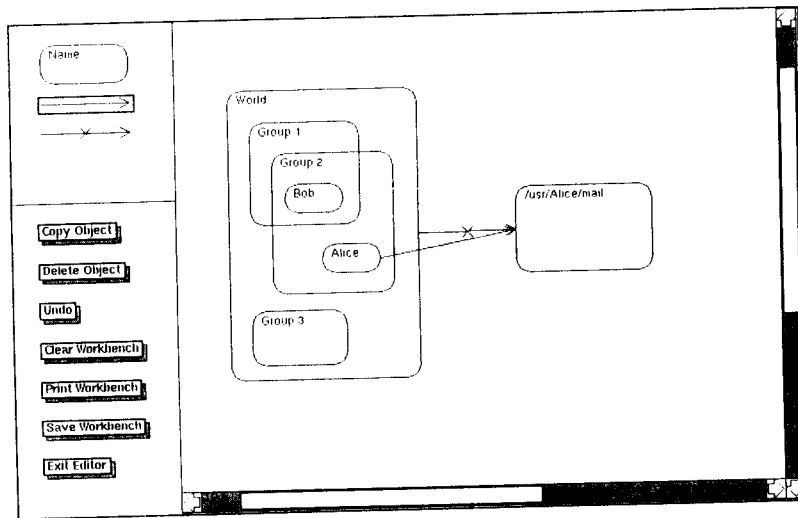 Name
World
Group 1
Group 2
Bob
Alice
Group 3
/usr/Alice/mail
Copy Object
Delete Object
Undo
Clear Workbench
Print Workbench
Save Workbench
Exit Editor